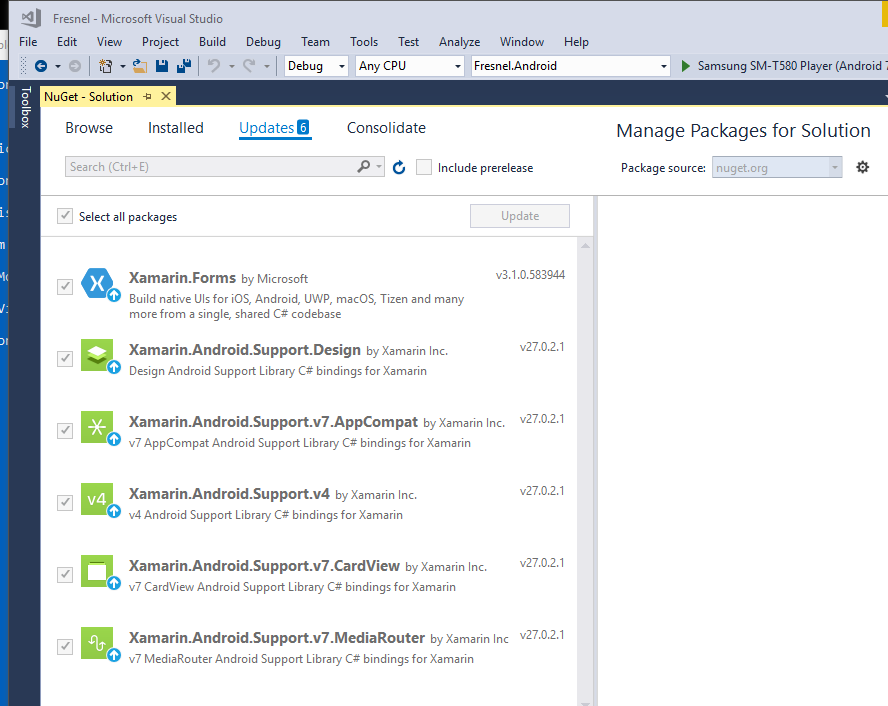 Fresnel - Microsoft Visual Studio
File Edit View Project Build Debug Team Tools Test Analyze Window Help
Debug Any CPU Fresnel.Android Samsung SM-T580 Player (Android 7
Toolbox
NuGet - Solution
Browse Installed Updates 6 Consolidate
Manage Packages for Solution
Search (Ctrl+E) Include prerelease
Package source: nuget.org
Select all packages Update
Xamarin.Forms by Microsoft v3.1.0.583944
Build native UIs for iOS, Android, UWP, macOS, Tizen and many
more from a single, shared C# codebase
Xamarin.Android.Support.Design by Xamarin Inc. v27.0.2.1
Design Android Support Library C# bindings for Xamarin
Xamarin.Android.Support.v7.AppCompat by Xamarin Inc. v27.0.2.1
v7 AppCompat Android Support Library C# bindings for Xamarin
v4
Xamarin.Android.Support.v4 by Xamarin Inc. v27.0.2.1
v4 Android Support Library C# bindings for Xamarin
Xamarin.Android.Support.v7.CardView by Xamarin Inc. v27.0.2.1
v7 CardView Android Support Library C# bindings for Xamarin
Xamarin.Android.Support.v7.MediaRouter by Xamarin Inc v27.0.2.1
v7 MediaRouter Android Support Library C# bindings for Xamarin